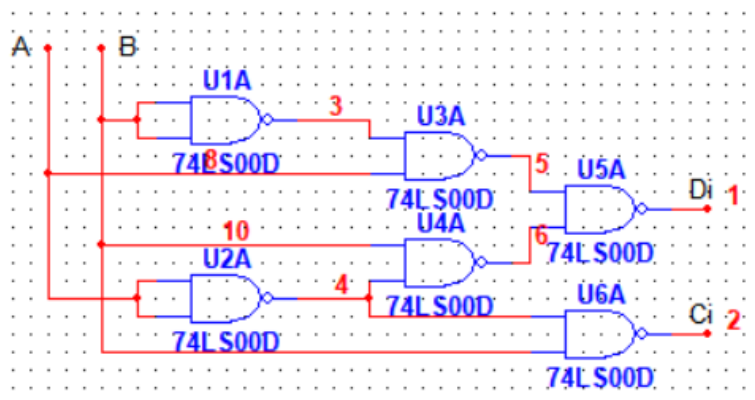 A B
U1A
3
U3A
74LS00D
8
5
U5A
Di 1
74LS00D
U4A
10
6
74LS00D
U2A
4
74LS00D
U6A
Ci 2
74LS00D
74LS00D